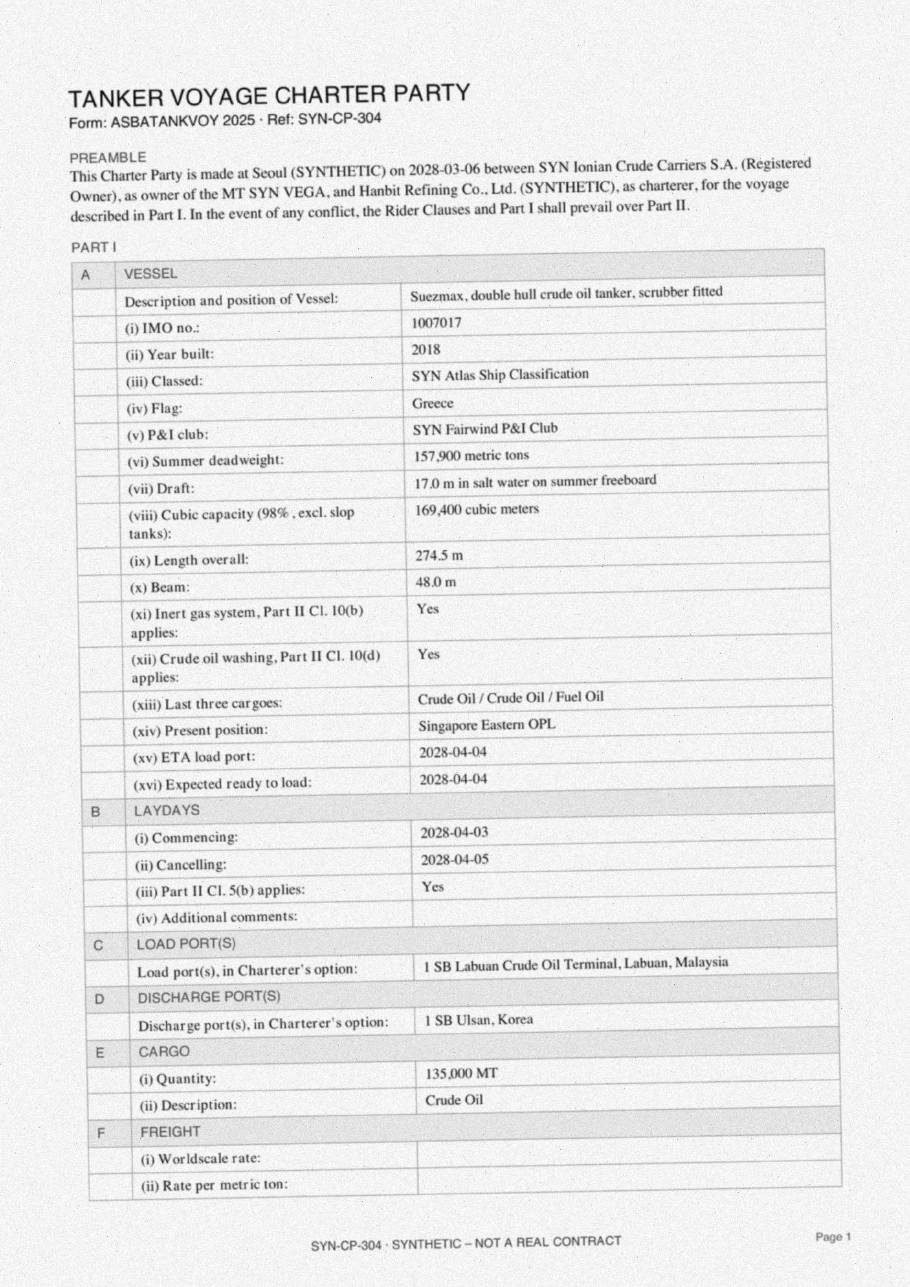 TANKER VOYAGE CHARTER PARTY
Form: ASBATANKVOY 2025 · Ref: SYN-CP-304
PREAMBLE
This Charter Party is made at Seoul (SYNTHETIC) on 2028-03-06 between SYN Ionian Crude Carriers S.A. (Registered
Owner), as owner of the MT SYN VEGA, and Hanbit Refining Co., Ltd. (SYNTHETIC), as charterer, for the voyage
described in Part I. In the event of any conflict, the Rider Clauses and Part I shall prevail over Part II.
PART I
A VESSEL
Description and position of Vessel: Suezmax, double hull crude oil tanker, scrubber fitted
(i) IMO no.: 1007017
(ii) Year built: 2018
(iii) Classed: SYN Atlas Ship Classification
(iv) Flag: Greece
(v) P&I club: SYN Fairwind P&I Club
(vi) Summer deadweight: 157,900 metric tons
(vii) Draft: 17.0 m in salt water on summer freeboard
(viii) Cubic capacity (98%, excl. slop 169,400 cubic meters
tanks):
(ix) Length overall: 274.5 m
(x) Beam: 48.0 m
(xi) Inert gas system, Part II Cl. 10(b) Yes
applies:
(xii) Crude oil washing, Part II Cl. 10(d) Yes
applies:
(xiii) Last three cargoes: Crude Oil / Crude Oil / Fuel Oil
(xiv) Present position: Singapore Eastern OPL
(xv) ETA load port: 2028-04-04
(xvi) Expected ready to load: 2028-04-04
B LAYDAYS
(i) Commencing: 2028-04-03
(ii) Cancelling: 2028-04-05
(iii) Part II Cl. 5(b) applies: Yes
(iv) Additional comments:
C LOAD PORT(S)
Load port(s), in Charterer's option: 1 SB Labuan Crude Oil Terminal, Labuan, Malaysia
D DISCHARGE PORT(S)
Discharge port(s), in Charterer's option: 1 SB Ulsan, Korea
E CARGO
(i) Quantity: 135,000 MT
(ii) Description: Crude Oil
F FREIGHT
(i) Worldscale rate:
(ii) Rate per metric ton:
SYN-CP-304 · SYNTHETIC – NOT A REAL CONTRACT
Page 1